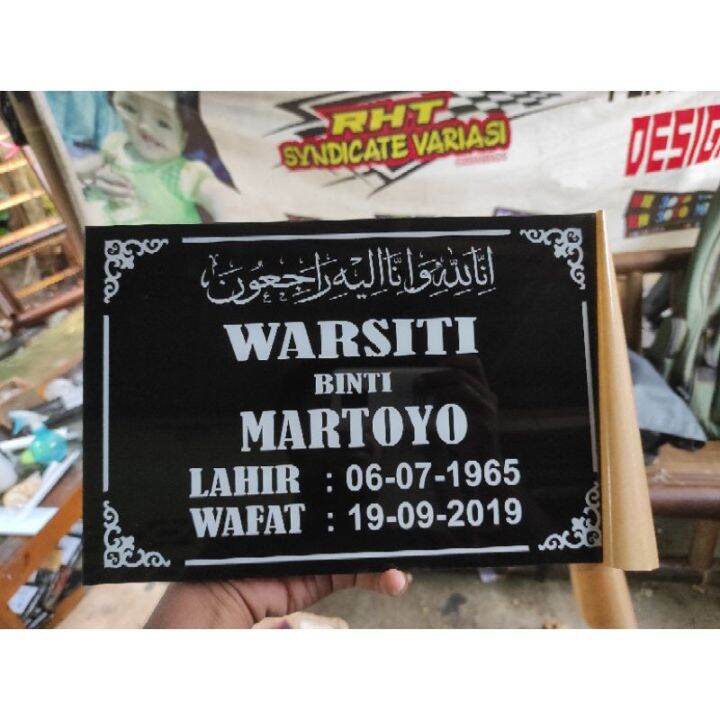 RHT
SYNDICATE VARIASI
DESIG
إنا لله وإنا إليه راجعون
WARSITI
BINTI
MARTOYO
LAHIR : 06-07-1965
WAFAT : 19-09-2019